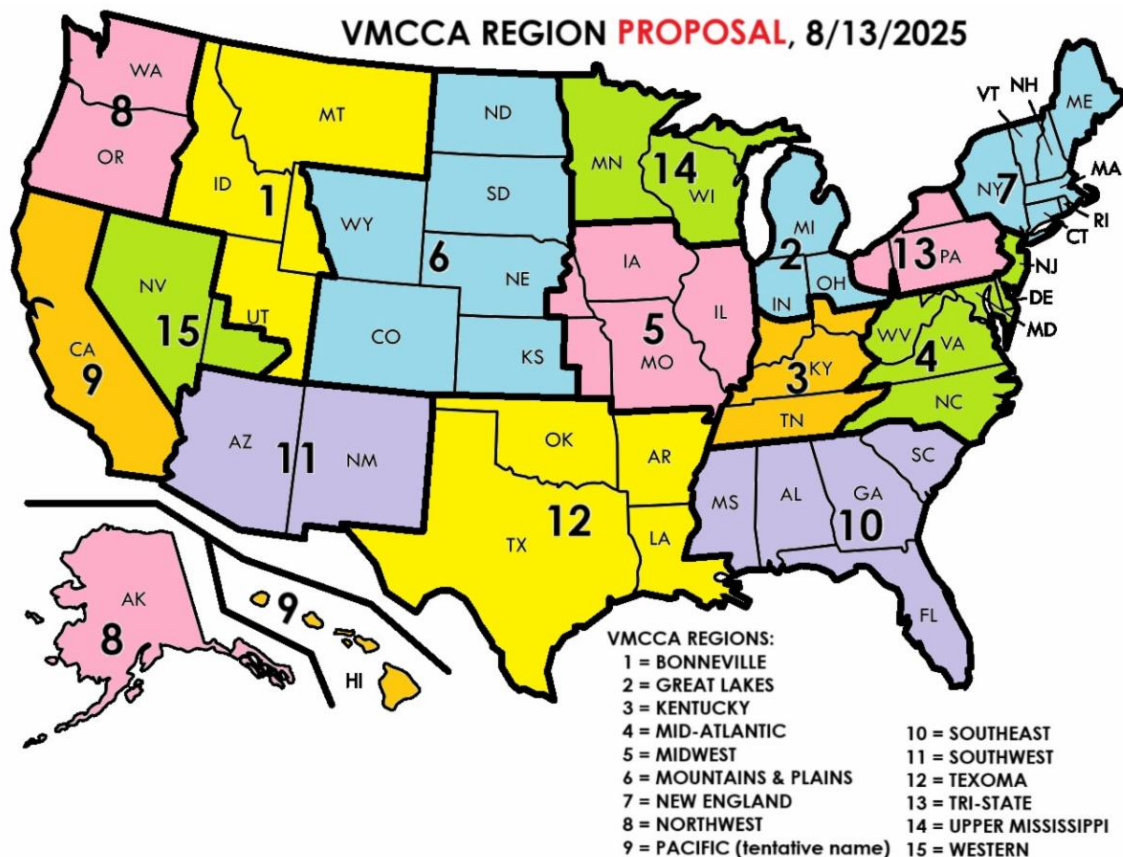 VMCCA REGION PROPOSAL, 8/13/2025
WA
8
OR
MT
ID
1
ND
SD
WY
6
NE
CO
KS
NV
15
UT
CA
9
AZ
11
NM
MN
14
WI
IA
5
IL
MO
MI
2
IN
OH
VT
NH
ME
NY
7
MA
RI
CT
13
PA
NJ
DE
MD
WV
VA
4
NC
3
KY
TN
OK
AR
TX
12
LA
MS
AL
GA
SC
10
FL
AK
8
9
HI
VMCCA REGIONS:
1 = BONNEVILLE
2 = GREAT LAKES
3 = KENTUCKY
4 = MID-ATLANTIC
5 = MIDWEST
6 = MOUNTAINS & PLAINS
7 = NEW ENGLAND
8 = NORTHWEST
9 = PACIFIC (tentative name)
10 = SOUTHEAST
11 = SOUTHWEST
12 = TEXOMA
13 = TRI-STATE
14 = UPPER MISSISSIPPI
15 = WESTERN